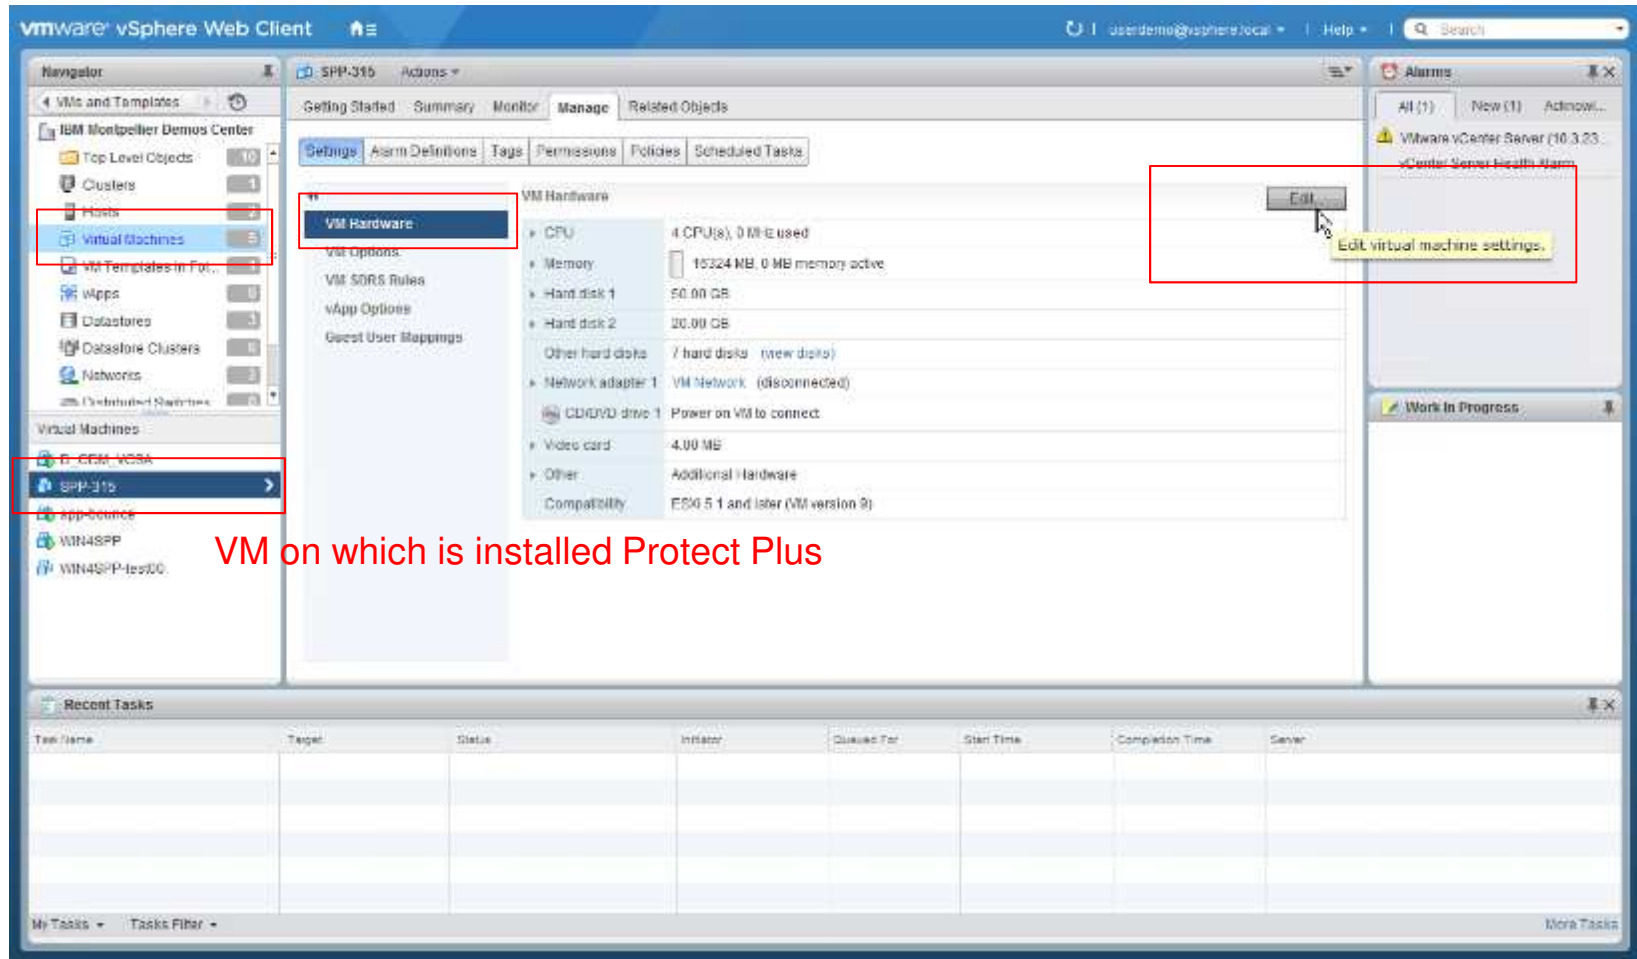 vmware vSphere Web Client
userdemo@vsphere.local
Help
Search
Navigator
VMs and Templates
IBM Montpellier Demos Center
Top Level Objects 10
Clusters 1
Hosts 2
Virtual Machines 5
VM Templates in Fol... 1
vApps
Datastores 3
Datastore Clusters
Networks
Distributed Switches
Virtual Machines
SPP-315
app-bounce
WIN4SPP
WIN4SPP-test00
SPP-315 Actions
Getting Started Summary Monitor Manage Related Objects
Settings Alarm Definitions Tags Permissions Policies Scheduled Tasks
VM Hardware
VM Options
VM SDRS Rules
vApp Options
Guest User Mappings
VM Hardware
Edit...
Edit virtual machine settings.
CPU 4 CPU(s), 0 MHz used
Memory 16324 MB, 0 MB memory active
Hard disk 1 50.00 GB
Hard disk 2 20.00 GB
Other hard disks 7 hard disks (view disks)
Network adapter 1 VM Network (disconnected)
CD/DVD drive 1 Power on VM to connect
Video card 4.00 MB
Other Additional Hardware
Compatibility ESXi 5.1 and later (VM version 9)
VM on which is installed Protect Plus
Alarms
All (1) New (1) Acknowl...
VMware vCenter Server (10.3.23...
vCenter Server Health Alarm
Work In Progress
Recent Tasks
Task Name Target Status Initiator Queued For Start Time Completion Time Server
My Tasks Tasks Filter
More Tasks